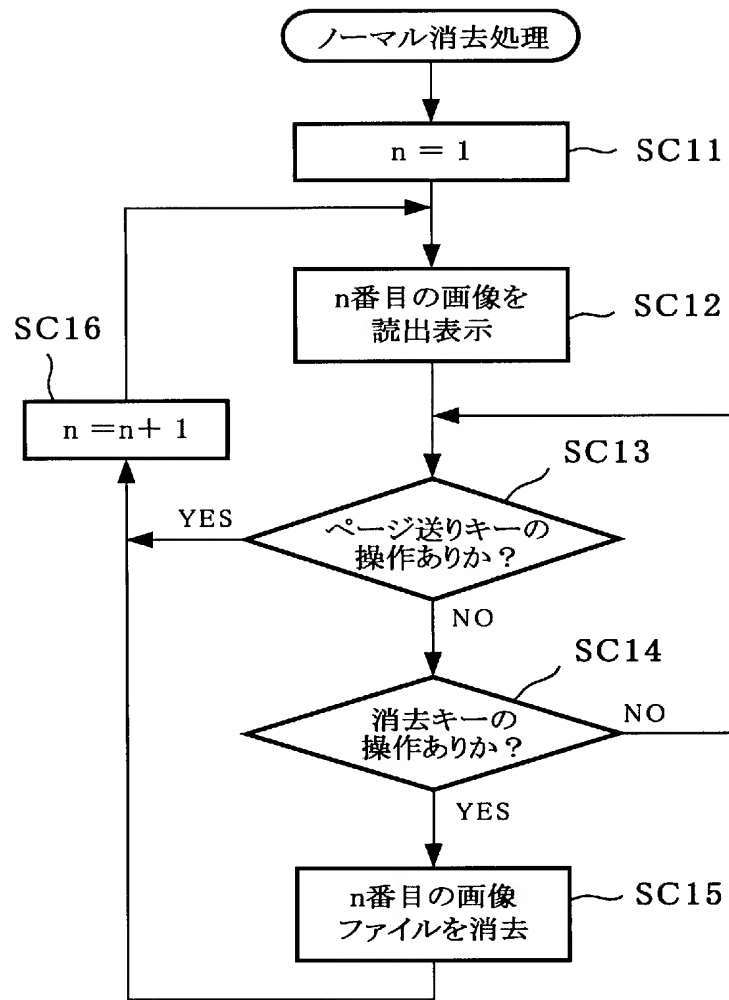 ノーマル消去処理
n = 1
SC11
n番目の画像を
読出表示
SC12
SC16
n =n+ 1
SC13
YES
ページ送りキーの
操作ありか？
NO
SC14
消去キーの
操作ありか？
NO
YES
n番目の画像
ファイルを消去
SC15